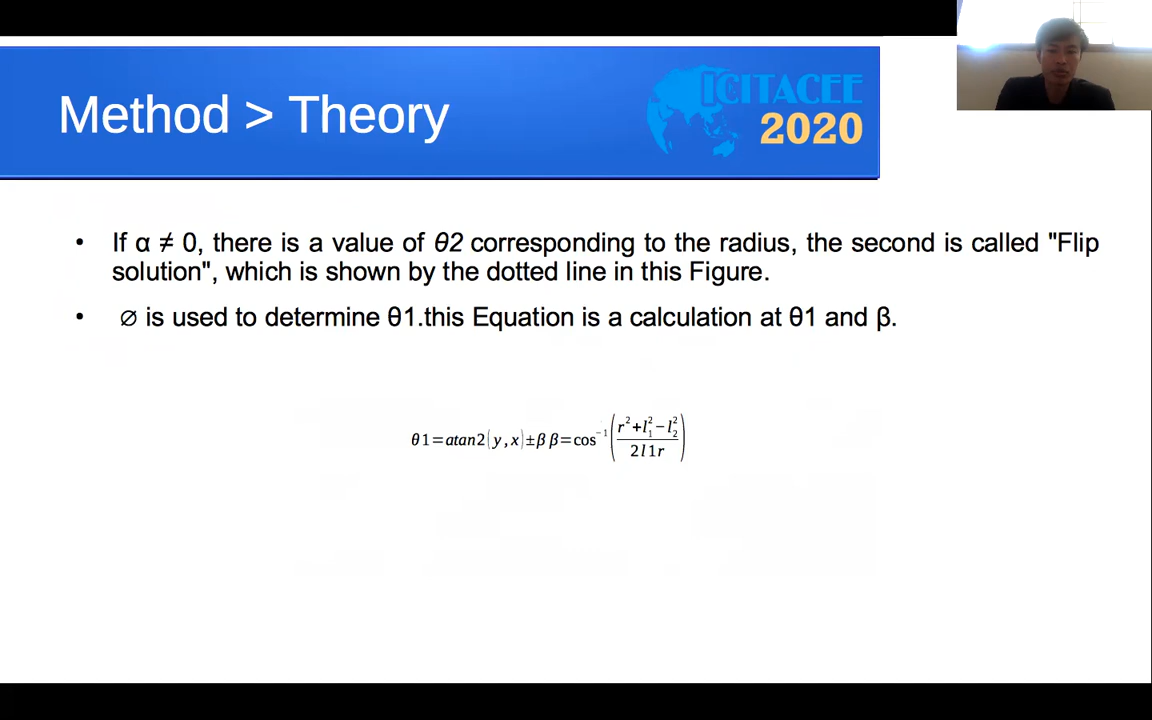 Method > Theory
ICITACEE
2020
• If α ≠ 0, there is a value of θ2 corresponding to the radius, the second is called "Flip
solution", which is shown by the dotted line in this Figure.
• ∅ is used to determine θ1.this Equation is a calculation at θ1 and β.
θ1=atan2(y,x)±β β=cos⁻¹((r²+l₁²−l₂²)/(2l1r))